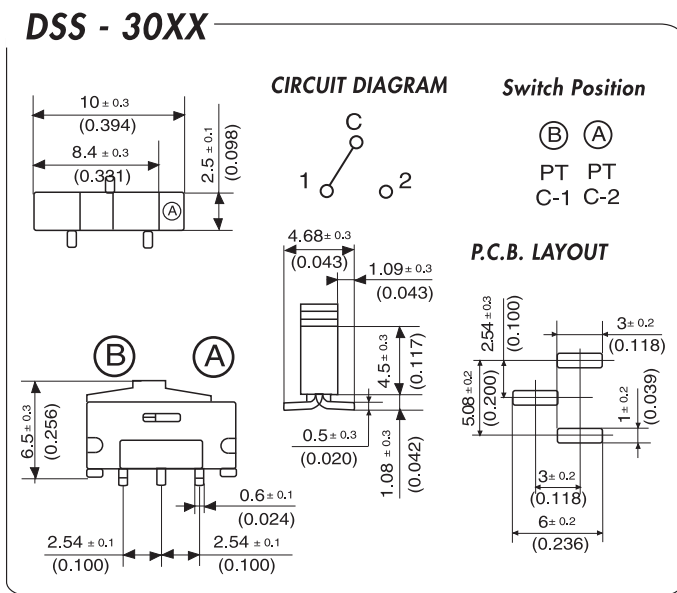 DSS - 30XX
CIRCUIT DIAGRAM
Switch Position
10 ± 0.3
(0.394)
8.4 ± 0.3
(0.331)
2.5 ± 0.1
(0.098)
A
C
1
2
B A
PT PT
C-1 C-2
4.68 ± 0.3
(0.043)
1.09 ± 0.3
(0.043)
4.5 ± 0.3
(0.117)
0.5 ± 0.3
(0.020)
1.08 ± 0.3
(0.042)
P.C.B. LAYOUT
2.54 ± 0.3
(0.100)
3 ± 0.2
(0.118)
5.08 ± 0.2
(0.200)
1 ± 0.2
(0.039)
3 ± 0.2
(0.118)
6 ± 0.2
(0.236)
B A
6.5 ± 0.3
(0.256)
0.6 ± 0.1
(0.024)
2.54 ± 0.1
(0.100)
2.54 ± 0.1
(0.100)